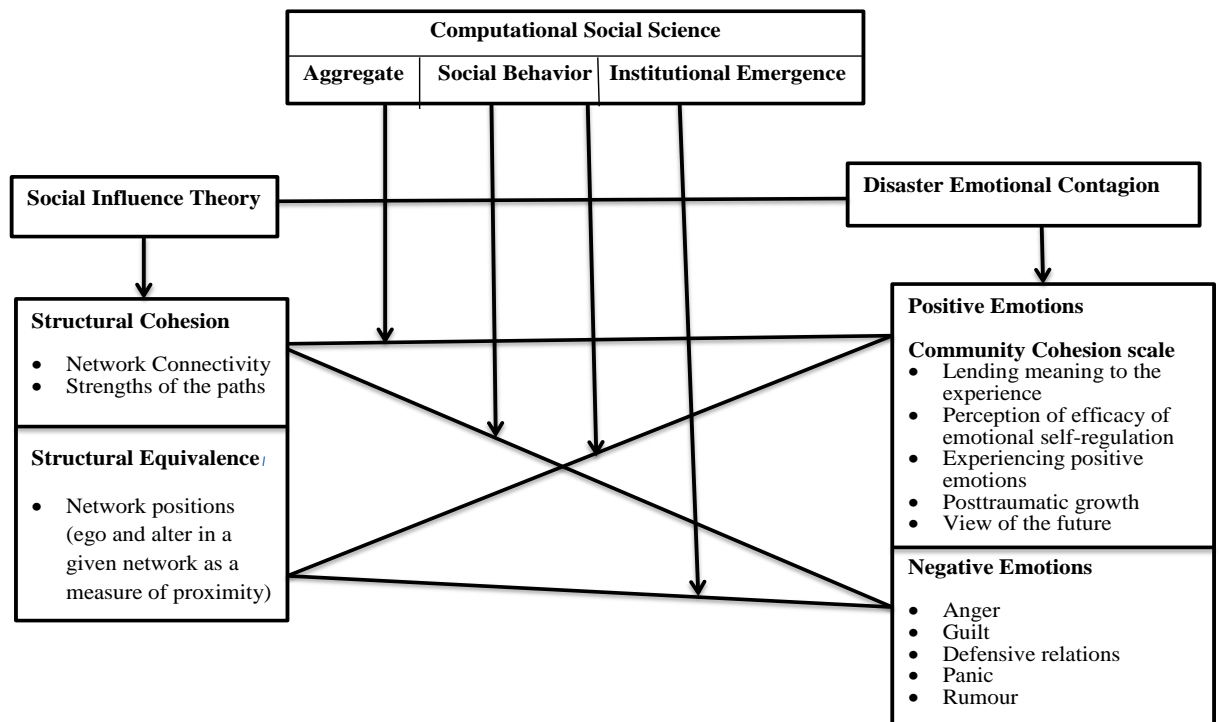 Computational Social Science
Aggregate Social Behavior Institutional Emergence
Social Influence Theory
Disaster Emotional Contagion
Structural Cohesion
• Network Connectivity
• Strengths of the paths
Structural Equivalence
• Network positions
(ego and alter in a
given network as a
measure of proximity)
Positive Emotions
Community Cohesion scale
• Lending meaning to the
experience
• Perception of efficacy of
emotional self-regulation
• Experiencing positive
emotions
• Posttraumatic growth
• View of the future
Negative Emotions
• Anger
• Guilt
• Defensive relations
• Panic
• Rumour